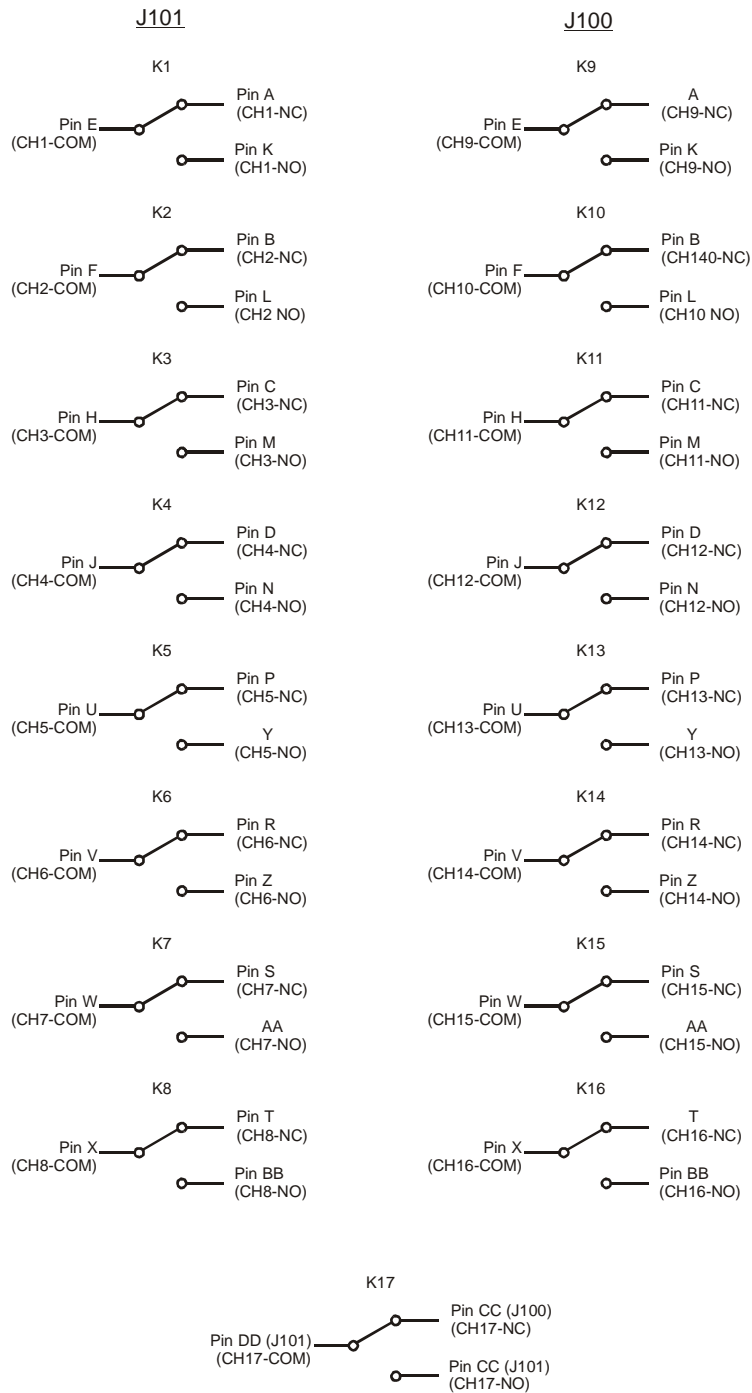 J101
J100
K1
Pin E
(CH1-COM)
Pin A
(CH1-NC)
Pin K
(CH1-NO)
K9
Pin E
(CH9-COM)
A
(CH9-NC)
Pin K
(CH9-NO)
K2
Pin F
(CH2-COM)
Pin B
(CH2-NC)
Pin L
(CH2 NO)
K10
Pin F
(CH10-COM)
Pin B
(CH140-NC)
Pin L
(CH10 NO)
K3
Pin H
(CH3-COM)
Pin C
(CH3-NC)
Pin M
(CH3-NO)
K11
Pin H
(CH11-COM)
Pin C
(CH11-NC)
Pin M
(CH11-NO)
K4
Pin J
(CH4-COM)
Pin D
(CH4-NC)
Pin N
(CH4-NO)
K12
Pin J
(CH12-COM)
Pin D
(CH12-NC)
Pin N
(CH12-NO)
K5
Pin U
(CH5-COM)
Pin P
(CH5-NC)
Y
(CH5-NO)
K13
Pin U
(CH13-COM)
Pin P
(CH13-NC)
Y
(CH13-NO)
K6
Pin V
(CH6-COM)
Pin R
(CH6-NC)
Pin Z
(CH6-NO)
K14
Pin V
(CH14-COM)
Pin R
(CH14-NC)
Pin Z
(CH14-NO)
K7
Pin W
(CH7-COM)
Pin S
(CH7-NC)
AA
(CH7-NO)
K15
Pin W
(CH15-COM)
Pin S
(CH15-NC)
AA
(CH15-NO)
K8
Pin X
(CH8-COM)
Pin T
(CH8-NC)
Pin BB
(CH8-NO)
K16
Pin X
(CH16-COM)
T
(CH16-NC)
Pin BB
(CH16-NO)
K17
Pin DD (J101)
(CH17-COM)
Pin CC (J100)
(CH17-NC)
Pin CC (J101)
(CH17-NO)